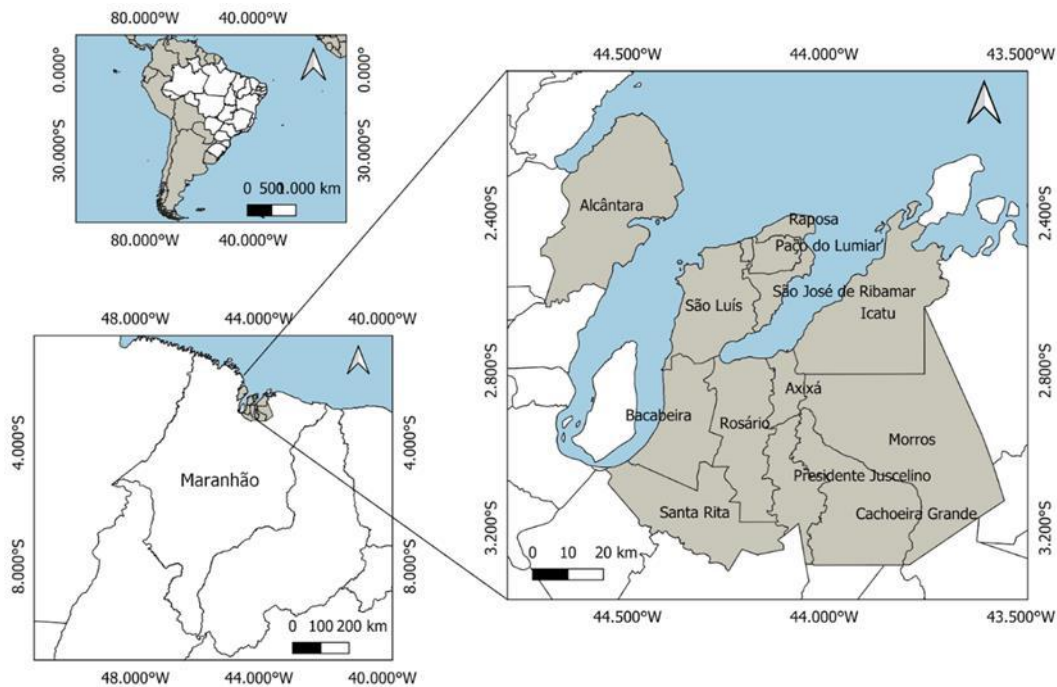 80.000°W 40.000°W
0.000°
0.000°
30.000°S
30.000°S
0 500 1.000 km
80.000°W 40.000°W
48.000°W 44.000°W 40.000°W
4.000°S
4.000°S
Maranhão
8.000°S
8.000°S
0 100 200 km
48.000°W 44.000°W 40.000°W
44.500°W 44.000°W 43.500°W
2.400°S
2.400°S
Alcântara
Raposa
Paço do Lumiar
São José de Ribamar
São Luís
Icatu
2.800°S
2.800°S
Axixá
Bacabeira
Rosário
Morros
Presidente Juscelino
Santa Rita
Cachoeira Grande
3.200°S
3.200°S
0 10 20 km
44.500°W 44.000°W 43.500°W